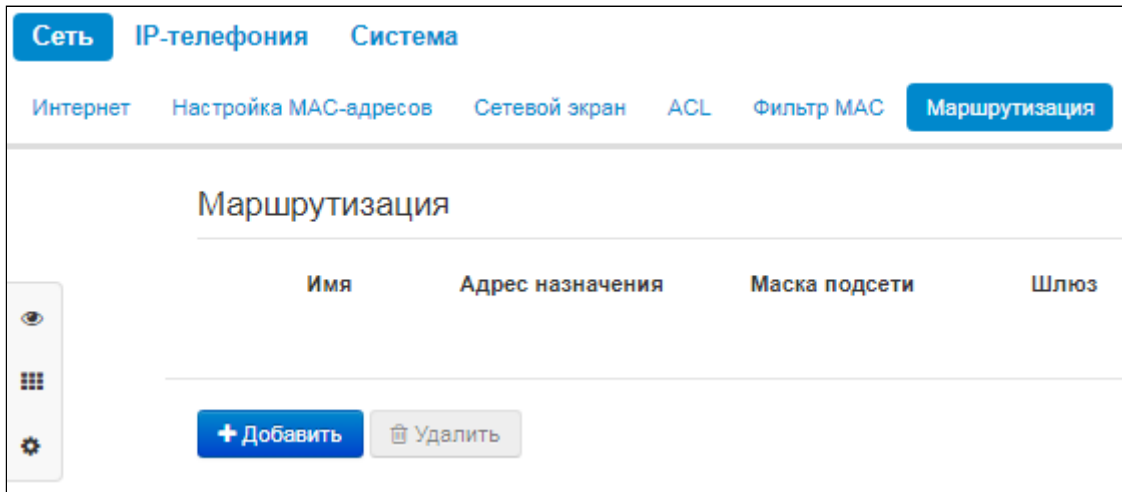 Сеть IP-телефония Система
Интернет Настройка MAC-адресов Сетевой экран ACL Фильтр MAC Маршрутизация
Маршрутизация
Имя Адрес назначения Маска подсети Шлюз
Добавить Удалить